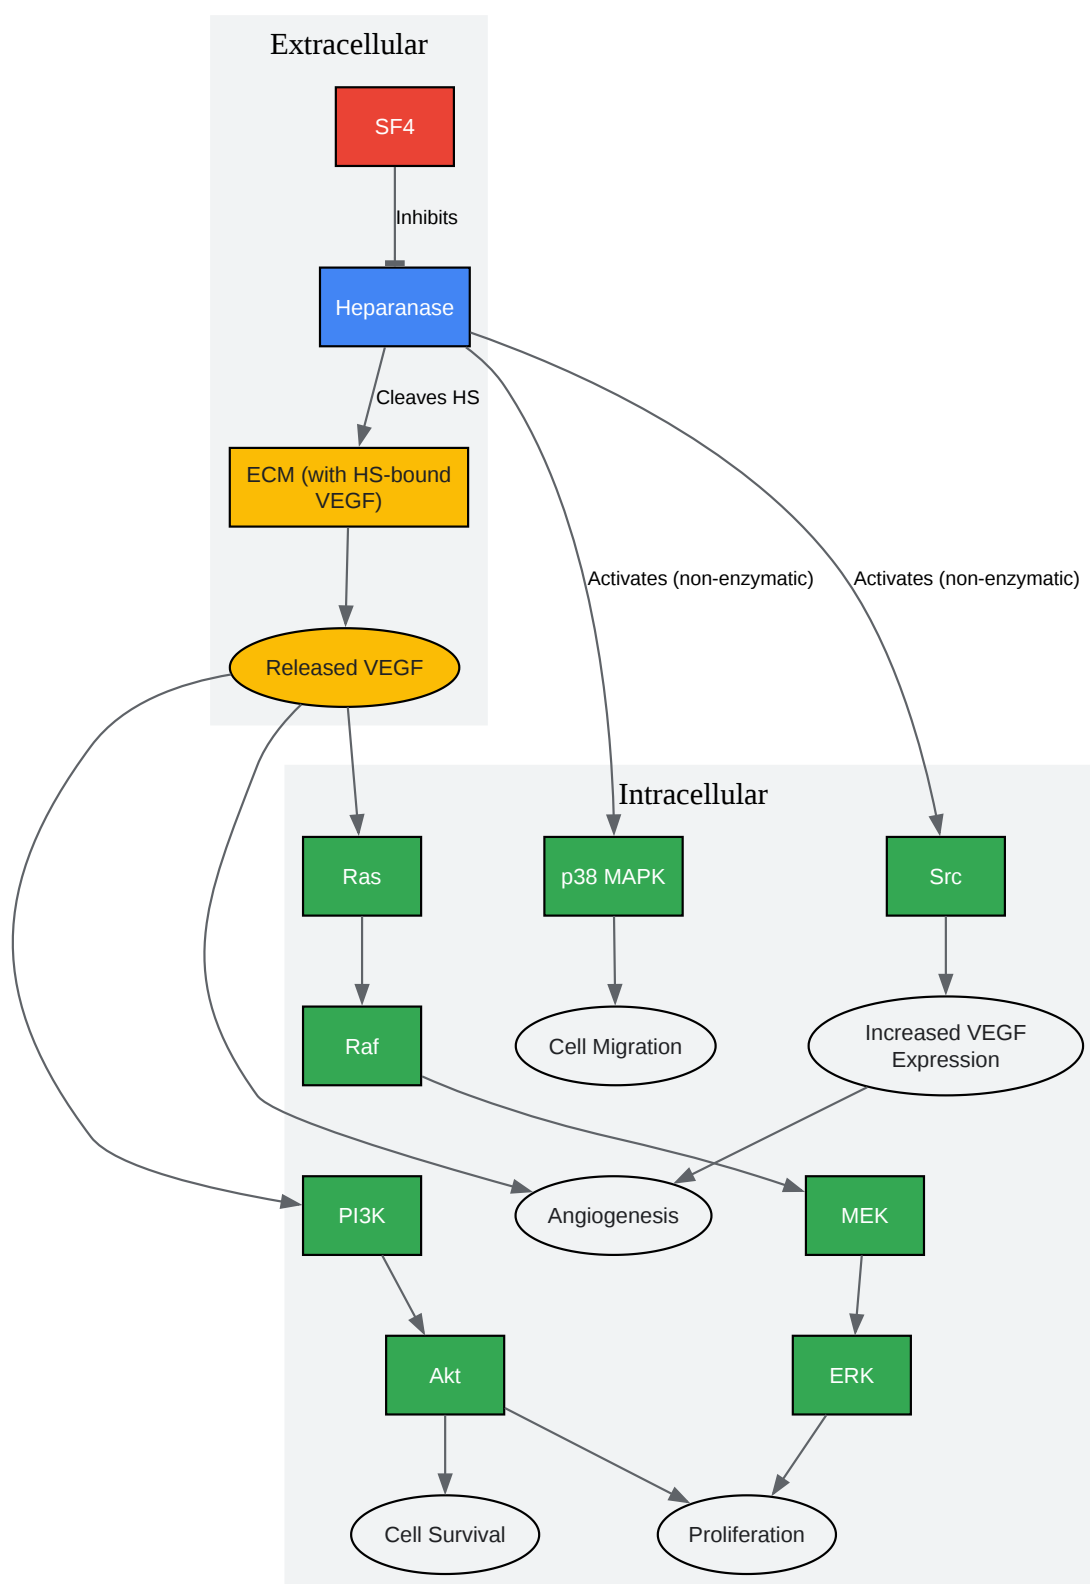 Extracellular
SF4
Inhibits
Heparanase
Cleaves HS
ECM (with HS-bound
VEGF)
Activates (non-enzymatic)
Activates (non-enzymatic)
Released VEGF
Intracellular
Ras
p38 MAPK
Src
Raf
Cell Migration
Increased VEGF
Expression
PI3K
Angiogenesis
MEK
Akt
ERK
Cell Survival
Proliferation